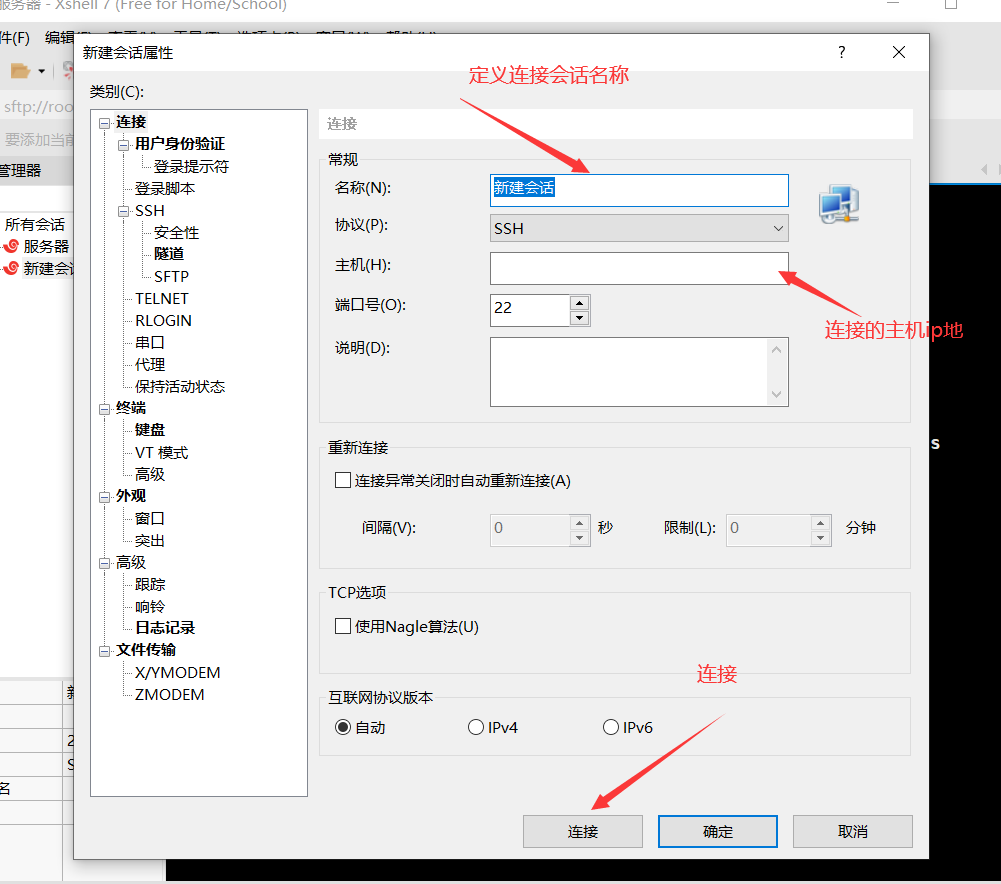 服务器 - Xshell 7 (Free for Home/School)
件(F) 编辑
新建会话属性
?
定义连接会话名称
类别(C):
sftp://roo
要添加当前
管理器
所有会话
服务器
新建会话
连接
用户身份验证
登录提示符
登录脚本
SSH
安全性
隧道
SFTP
TELNET
RLOGIN
串口
代理
保持活动状态
终端
键盘
VT 模式
高级
外观
窗口
突出
高级
跟踪
响铃
日志记录
文件传输
X/YMODEM
ZMODEM
连接
常规
名称(N):
新建会话
协议(P):
SSH
主机(H):
连接的主机ip地
端口号(O):
22
说明(D):
s
重新连接
连接异常关闭时自动重新连接(A)
间隔(V):
0
秒
限制(L):
0
分钟
TCP选项
使用Nagle算法(U)
连接
互联网协议版本
自动
IPv4
IPv6
连接
确定
取消
新
2
S
名